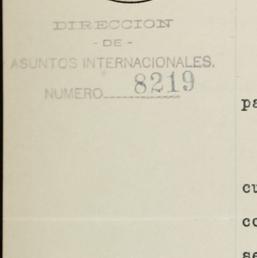 DIRECCION
- DE -
ASUNTOS INTERNACIONALES.
NUMERO 8219